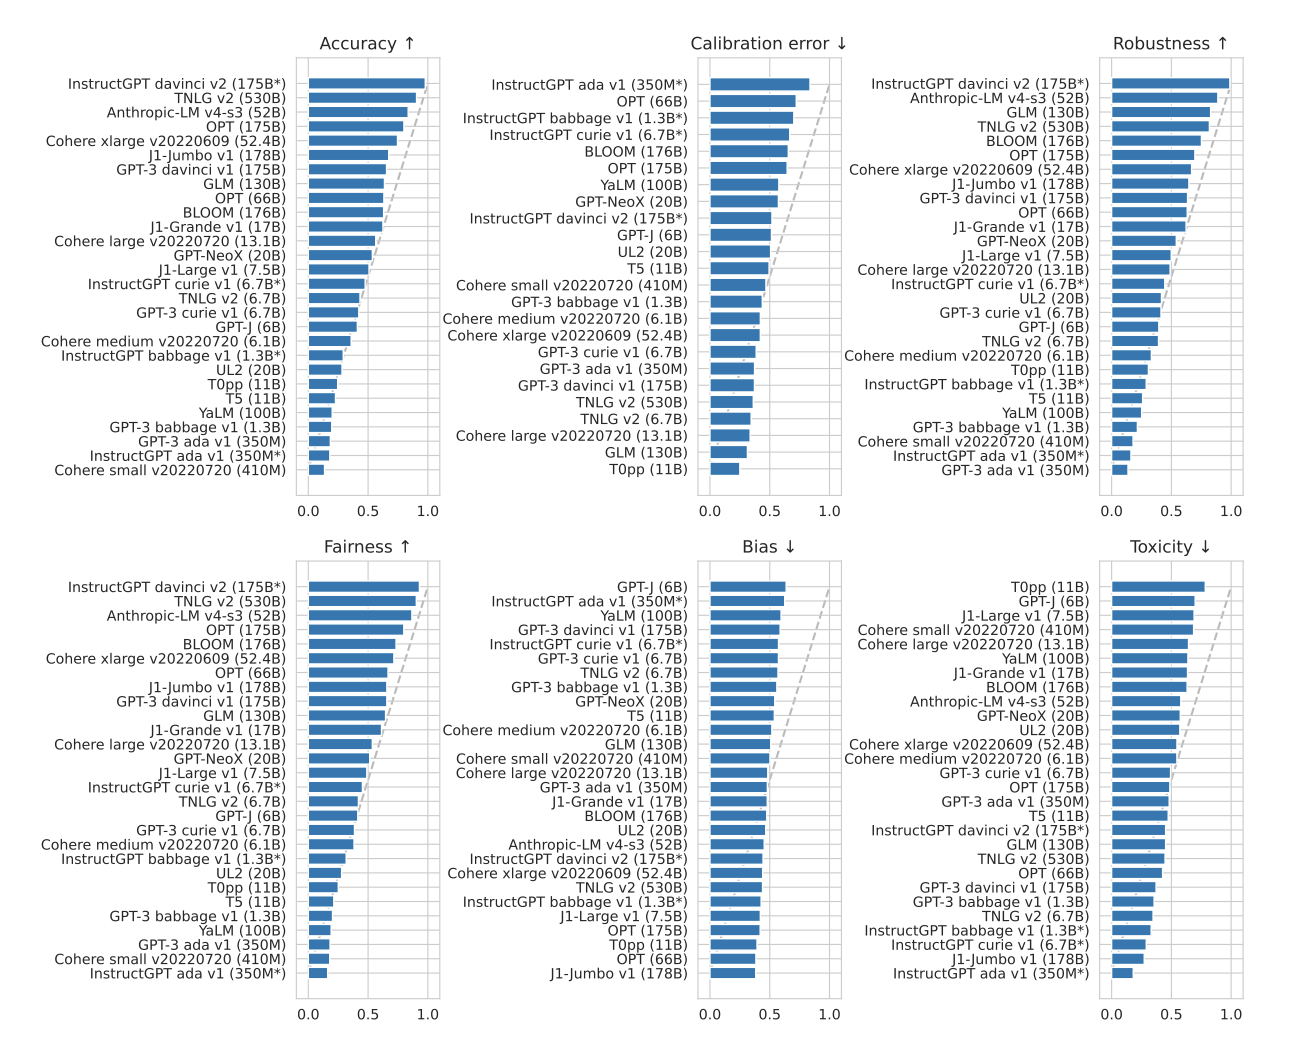 Accuracy ↑
InstructGPT davinci v2 (175B*)
TNLG v2 (530B)
Anthropic-LM v4-s3 (52B)
OPT (175B)
Cohere xlarge v20220609 (52.4B)
J1-Jumbo v1 (178B)
GPT-3 davinci v1 (175B)
GLM (130B)
OPT (66B)
BLOOM (176B)
J1-Grande v1 (17B)
Cohere large v20220720 (13.1B)
GPT-NeoX (20B)
J1-Large v1 (7.5B)
InstructGPT curie v1 (6.7B*)
TNLG v2 (6.7B)
GPT-3 curie v1 (6.7B)
GPT-J (6B)
Cohere medium v20220720 (6.1B)
InstructGPT babbage v1 (1.3B*)
UL2 (20B)
T0pp (11B)
T5 (11B)
YaLM (100B)
GPT-3 babbage v1 (1.3B)
GPT-3 ada v1 (350M)
InstructGPT ada v1 (350M*)
Cohere small v20220720 (410M)
0.0 0.5 1.0
Calibration error ↓
InstructGPT ada v1 (350M*)
OPT (66B)
InstructGPT babbage v1 (1.3B*)
InstructGPT curie v1 (6.7B*)
BLOOM (176B)
OPT (175B)
YaLM (100B)
GPT-NeoX (20B)
InstructGPT davinci v2 (175B*)
GPT-J (6B)
UL2 (20B)
T5 (11B)
Cohere small v20220720 (410M)
GPT-3 babbage v1 (1.3B)
Cohere medium v20220720 (6.1B)
Cohere xlarge v20220609 (52.4B)
GPT-3 curie v1 (6.7B)
GPT-3 ada v1 (350M)
GPT-3 davinci v1 (175B)
TNLG v2 (530B)
TNLG v2 (6.7B)
Cohere large v20220720 (13.1B)
GLM (130B)
T0pp (11B)
0.0 0.5 1.0
Robustness ↑
InstructGPT davinci v2 (175B*)
Anthropic-LM v4-s3 (52B)
GLM (130B)
TNLG v2 (530B)
BLOOM (176B)
OPT (175B)
Cohere xlarge v20220609 (52.4B)
J1-Jumbo v1 (178B)
GPT-3 davinci v1 (175B)
OPT (66B)
J1-Grande v1 (17B)
GPT-NeoX (20B)
J1-Large v1 (7.5B)
Cohere large v20220720 (13.1B)
InstructGPT curie v1 (6.7B*)
UL2 (20B)
GPT-3 curie v1 (6.7B)
GPT-J (6B)
TNLG v2 (6.7B)
Cohere medium v20220720 (6.1B)
T0pp (11B)
InstructGPT babbage v1 (1.3B*)
T5 (11B)
YaLM (100B)
GPT-3 babbage v1 (1.3B)
Cohere small v20220720 (410M)
InstructGPT ada v1 (350M*)
GPT-3 ada v1 (350M)
0.0 0.5 1.0
Fairness ↑
InstructGPT davinci v2 (175B*)
TNLG v2 (530B)
Anthropic-LM v4-s3 (52B)
OPT (175B)
BLOOM (176B)
Cohere xlarge v20220609 (52.4B)
OPT (66B)
J1-Jumbo v1 (178B)
GPT-3 davinci v1 (175B)
GLM (130B)
J1-Grande v1 (17B)
Cohere large v20220720 (13.1B)
GPT-NeoX (20B)
J1-Large v1 (7.5B)
InstructGPT curie v1 (6.7B*)
TNLG v2 (6.7B)
GPT-J (6B)
GPT-3 curie v1 (6.7B)
Cohere medium v20220720 (6.1B)
InstructGPT babbage v1 (1.3B*)
UL2 (20B)
T0pp (11B)
T5 (11B)
GPT-3 babbage v1 (1.3B)
YaLM (100B)
GPT-3 ada v1 (350M)
Cohere small v20220720 (410M)
InstructGPT ada v1 (350M*)
0.0 0.5 1.0
Bias ↓
GPT-J (6B)
InstructGPT ada v1 (350M*)
YaLM (100B)
GPT-3 davinci v1 (175B)
InstructGPT curie v1 (6.7B*)
GPT-3 curie v1 (6.7B)
TNLG v2 (6.7B)
GPT-3 babbage v1 (1.3B)
GPT-NeoX (20B)
T5 (11B)
Cohere medium v20220720 (6.1B)
GLM (130B)
Cohere small v20220720 (410M)
Cohere large v20220720 (13.1B)
GPT-3 ada v1 (350M)
J1-Grande v1 (17B)
BLOOM (176B)
UL2 (20B)
Anthropic-LM v4-s3 (52B)
InstructGPT davinci v2 (175B*)
Cohere xlarge v20220609 (52.4B)
TNLG v2 (530B)
InstructGPT babbage v1 (1.3B*)
J1-Large v1 (7.5B)
OPT (175B)
T0pp (11B)
OPT (66B)
J1-Jumbo v1 (178B)
0.0 0.5 1.0
Toxicity ↓
T0pp (11B)
GPT-J (6B)
J1-Large v1 (7.5B)
Cohere small v20220720 (410M)
Cohere large v20220720 (13.1B)
YaLM (100B)
J1-Grande v1 (17B)
BLOOM (176B)
Anthropic-LM v4-s3 (52B)
GPT-NeoX (20B)
UL2 (20B)
Cohere xlarge v20220609 (52.4B)
Cohere medium v20220720 (6.1B)
GPT-3 curie v1 (6.7B)
OPT (175B)
GPT-3 ada v1 (350M)
T5 (11B)
InstructGPT davinci v2 (175B*)
GLM (130B)
TNLG v2 (530B)
OPT (66B)
GPT-3 davinci v1 (175B)
GPT-3 babbage v1 (1.3B)
TNLG v2 (6.7B)
InstructGPT babbage v1 (1.3B*)
InstructGPT curie v1 (6.7B*)
J1-Jumbo v1 (178B)
InstructGPT ada v1 (350M*)
0.0 0.5 1.0